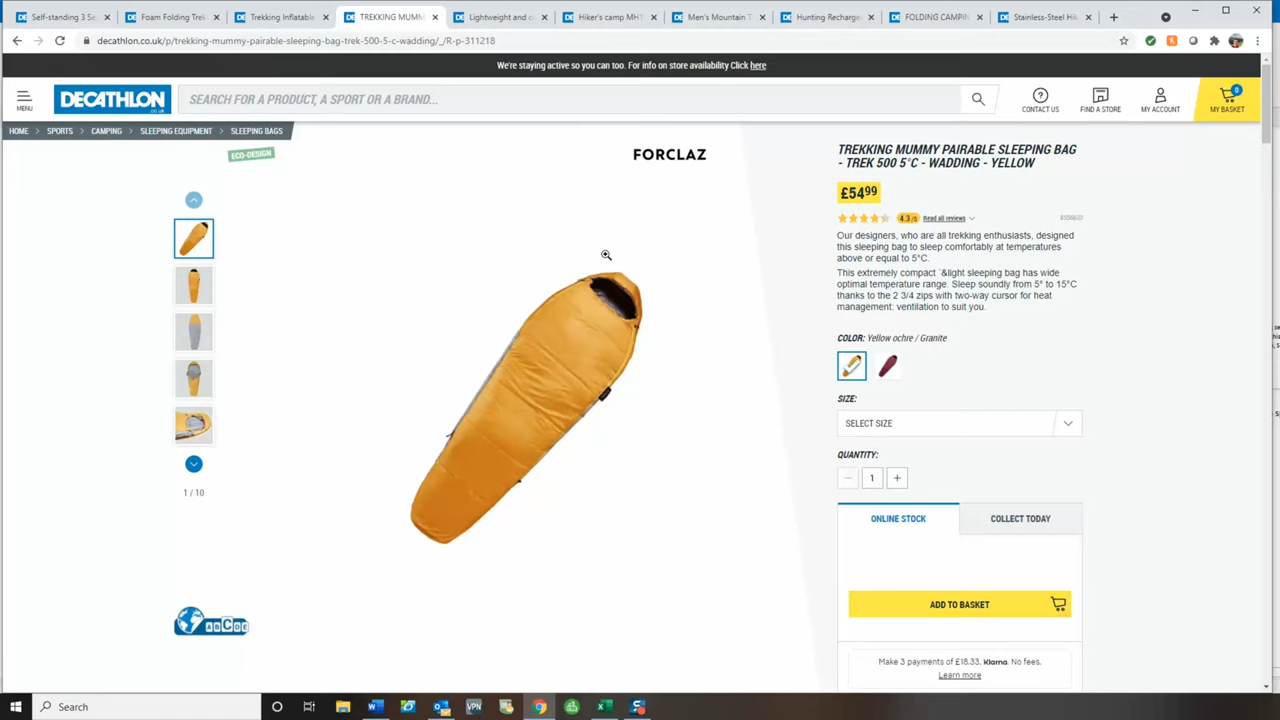 Self-standing 3 Se
Foam Folding Trek
Trekking Inflatable
TREKKING MUMM
Lightweight and c
Hiker's camp MH1
Men's Mountain T
Hunting Recharge
FOLDING CAMPIN
Stainless-Steel Hik
decathlon.co.uk/p/trekking-mummy-pairable-sleeping-bag-trek-500-5-c-wadding/_/R-p-311218
We're staying active so you can too. For info on store availability Click here
MENU
DECATHLON
.co.uk
SEARCH FOR A PRODUCT, A SPORT OR A BRAND...
CONTACT US
FIND A STORE
MY ACCOUNT
0
MY BASKET
HOME
SPORTS
CAMPING
SLEEPING EQUIPMENT
SLEEPING BAGS
ECO-DESIGN
FORCLAZ
1 / 10
ABCDE
TREKKING MUMMY PAIRABLE SLEEPING BAG
- TREK 500 5°C - WADDING - YELLOW
£5499
4.3 /5 Read all reviews
Our designers, who are all trekking enthusiasts, designed
this sleeping bag to sleep comfortably at temperatures
above or equal to 5°C.
This extremely compact &light sleeping bag has wide
optimal temperature range. Sleep soundly from 5° to 15°C
thanks to the 2 3/4 zips with two-way cursor for heat
management: ventilation to suit you.
COLOR: Yellow ochre / Granite
SIZE:
SELECT SIZE
QUANTITY:
1
ONLINE STOCK
COLLECT TODAY
ADD TO BASKET
Make 3 payments of £18.33. Klarna. No fees.
Learn more
Search
VPN